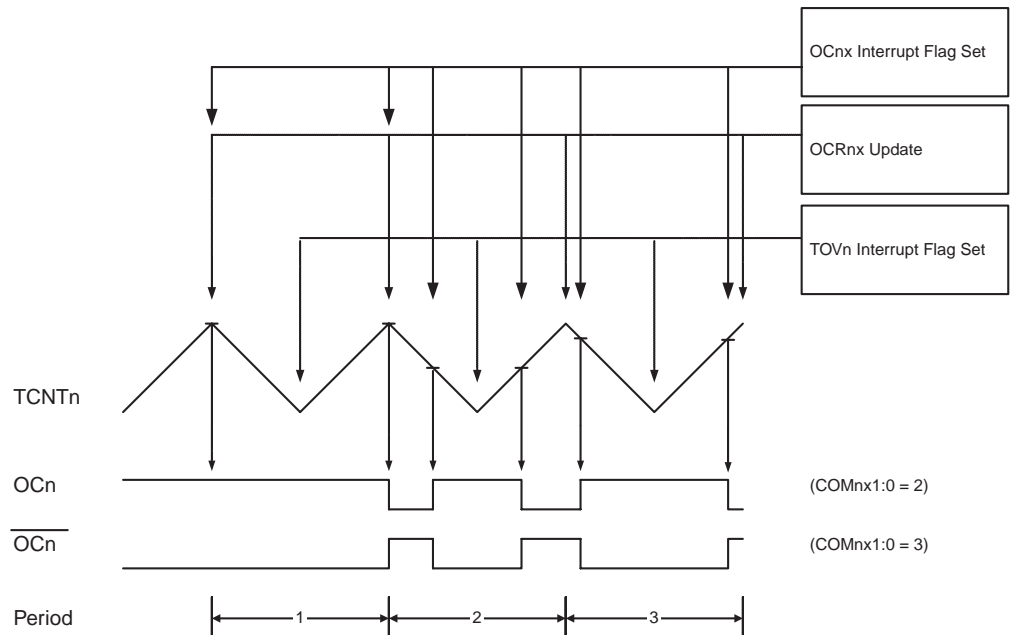 OCnx Interrupt Flag Set
OCRnx Update
TOVn Interrupt Flag Set
TCNTn
OCn
(COMnx1:0 = 2)
OCn
(COMnx1:0 = 3)
Period
1
2
3